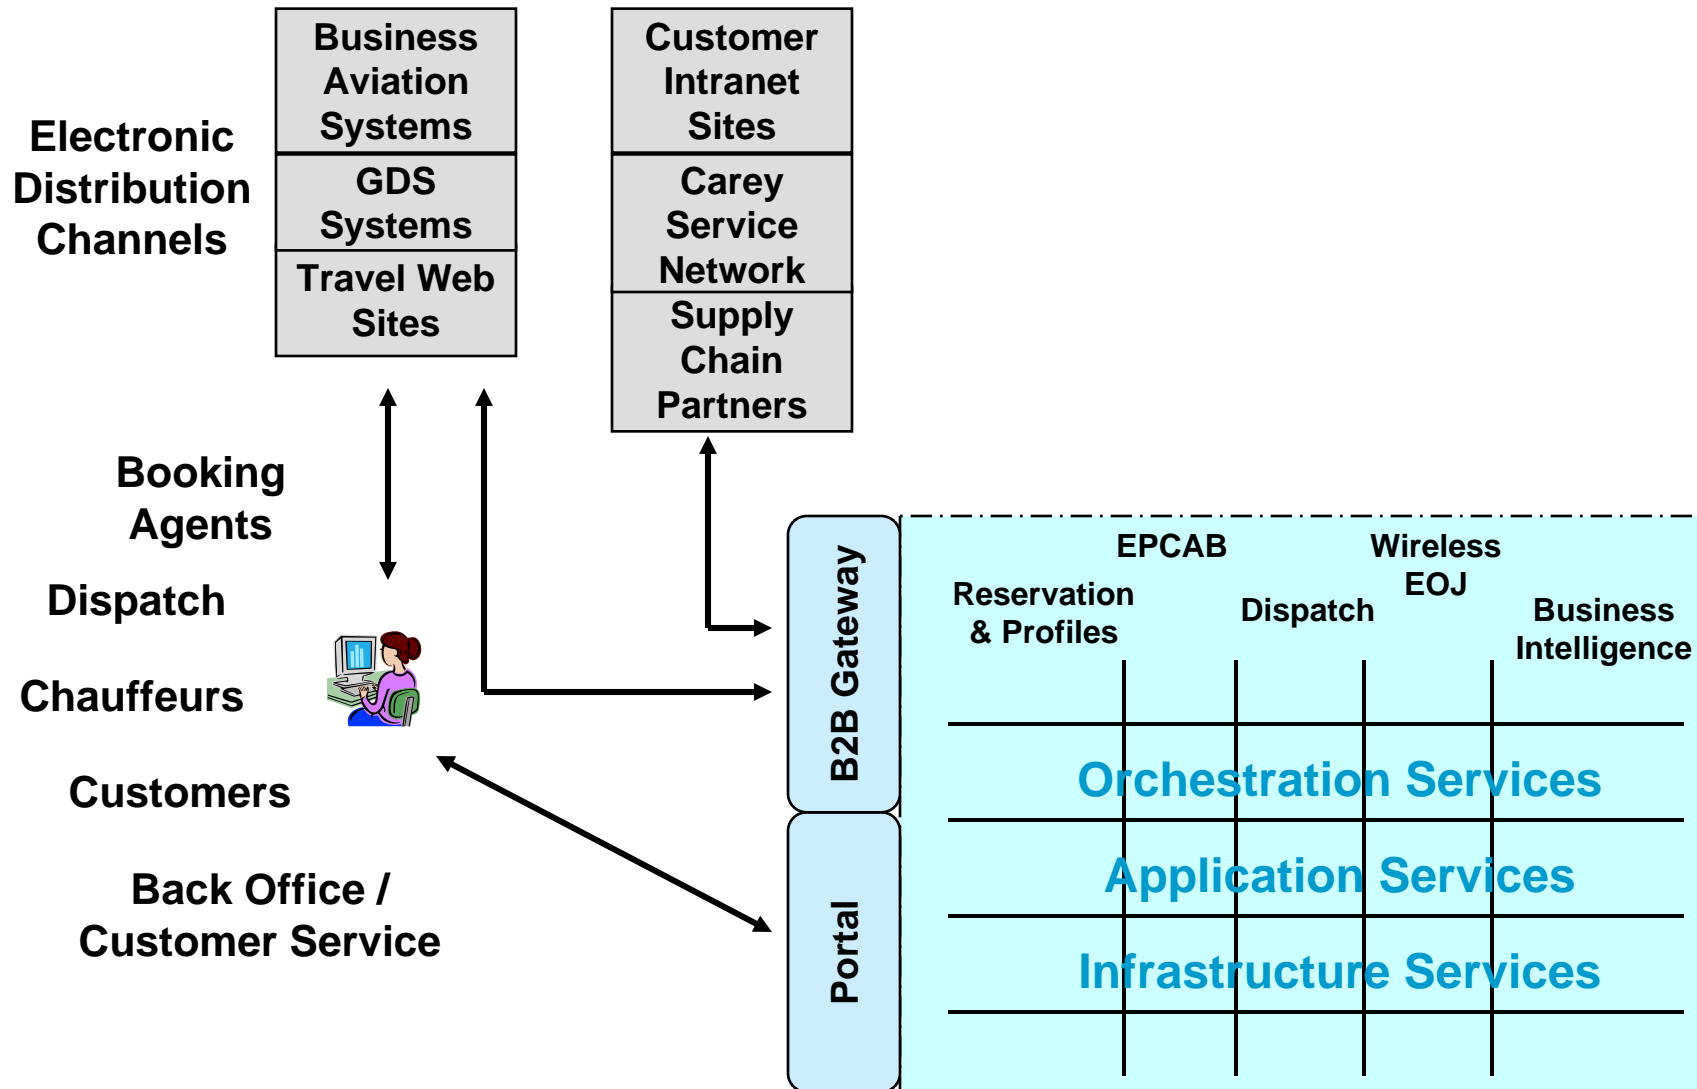 Electronic
Distribution
Channels
Business
Aviation
Systems
GDS
Systems
Travel Web
Sites
Customer
Intranet
Sites
Carey
Service
Network
Supply
Chain
Partners
Booking
Agents
Dispatch
Chauffeurs
Customers
Back Office /
Customer Service
B2B Gateway
Portal
Reservation
& Profiles
EPCAB
Dispatch
Wireless
EOJ
Business
Intelligence
Orchestration Services
Application Services
Infrastructure Services